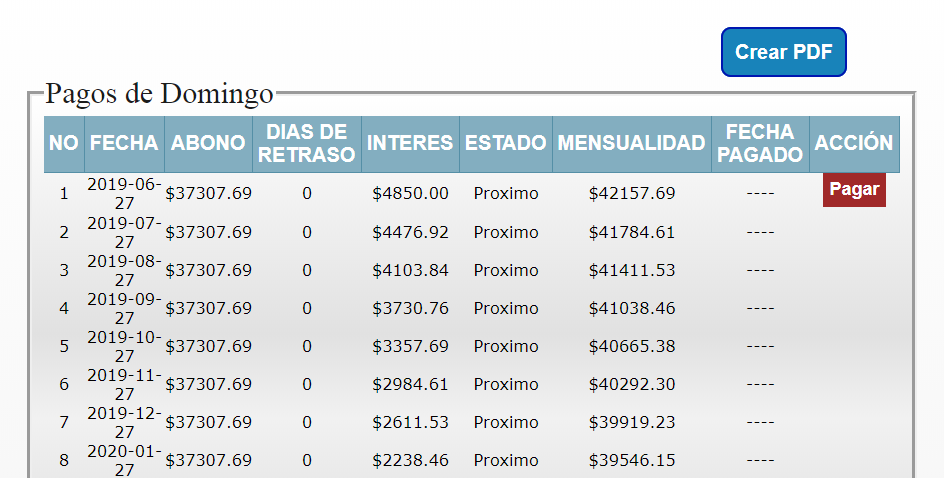 Crear PDF
Pagos de Domingo
NO FECHA ABONO DIAS DE RETRASO INTERES ESTADO MENSUALIDAD FECHA PAGADO ACCIÓN
1 2019-06-27 $37307.69 0 $4850.00 Proximo $42157.69 ---- Pagar
2 2019-07-27 $37307.69 0 $4476.92 Proximo $41784.61 ----
3 2019-08-27 $37307.69 0 $4103.84 Proximo $41411.53 ----
4 2019-09-27 $37307.69 0 $3730.76 Proximo $41038.46 ----
5 2019-10-27 $37307.69 0 $3357.69 Proximo $40665.38 ----
6 2019-11-27 $37307.69 0 $2984.61 Proximo $40292.30 ----
7 2019-12-27 $37307.69 0 $2611.53 Proximo $39919.23 ----
8 2020-01-27 $37307.69 0 $2238.46 Proximo $39546.15 ----